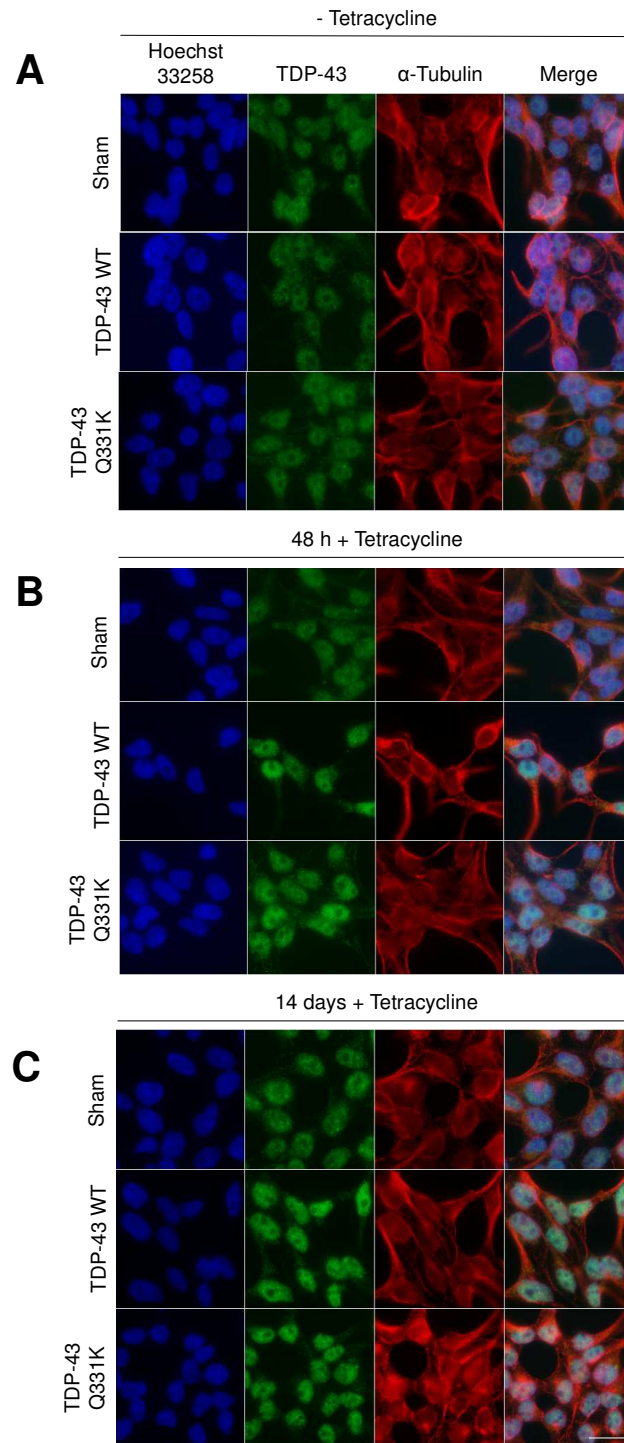 - Tetracycline
A
Hoechst
33258
TDP-43
α-Tubulin
Merge
Sham
TDP-43 WT
TDP-43
Q331K
48 h + Tetracycline
B
Sham
TDP-43 WT
TDP-43
Q331K
14 days + Tetracycline
C
Sham
TDP-43 WT
TDP-43
Q331K